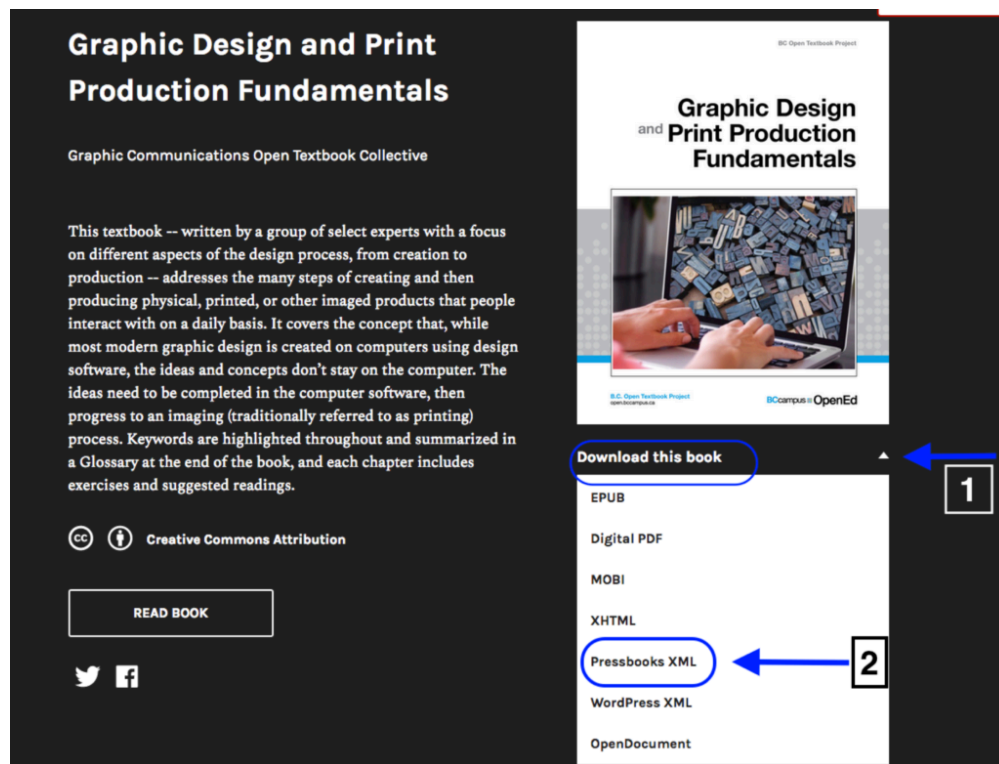 Graphic Design and Print
Production Fundamentals
Graphic Communications Open Textbook Collective
This textbook -- written by a group of select experts with a focus
on different aspects of the design process, from creation to
production -- addresses the many steps of creating and then
producing physical, printed, or other imaged products that people
interact with on a daily basis. It covers the concept that, while
most modern graphic design is created on computers using design
software, the ideas and concepts don't stay on the computer. The
ideas need to be completed in the computer software, then
progress to an imaging (traditionally referred to as printing)
process. Keywords are highlighted throughout and summarized in
a Glossary at the end of the book, and each chapter includes
exercises and suggested readings.
cc
Creative Commons Attribution
READ BOOK
BC Open Textbook Project
Graphic Design
and Print Production
Fundamentals
B.C. Open Textbook Project
open.bccampus.ca
BCcampus OpenEd
Download this book
1
EPUB
Digital PDF
MOBI
XHTML
Pressbooks XML
2
WordPress XML
OpenDocument